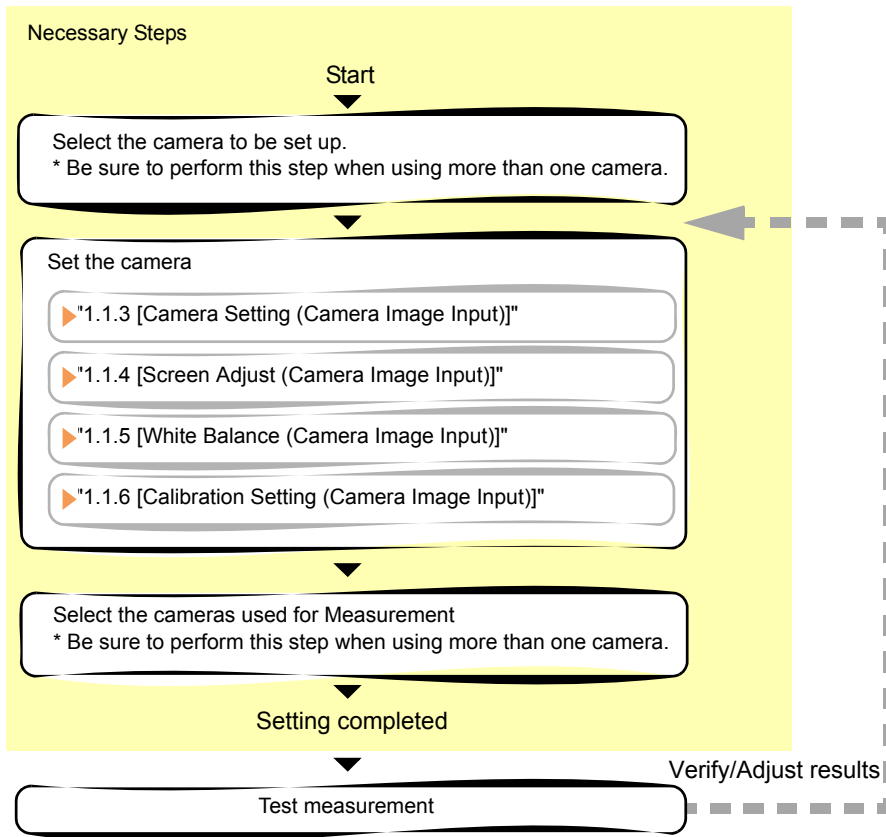 Necessary Steps
Start
Select the camera to be set up.
* Be sure to perform this step when using more than one camera.
Set the camera
"1.1.3 [Camera Setting (Camera Image Input)]"
"1.1.4 [Screen Adjust (Camera Image Input)]"
"1.1.5 [White Balance (Camera Image Input)]"
"1.1.6 [Calibration Setting (Camera Image Input)]"
Select the cameras used for Measurement
* Be sure to perform this step when using more than one camera.
Setting completed
Verify/Adjust results
Test measurement